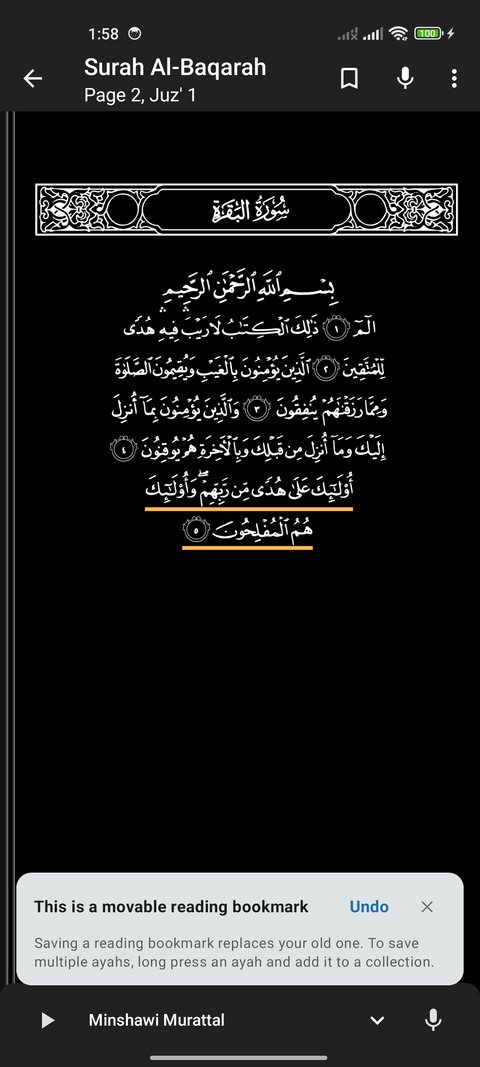 1:58
100
Surah Al-Baqarah
Page 2, Juz' 1
سُورَةُ البَقَرَةِ
بِسْمِ ٱللَّهِ ٱلرَّحْمَٰنِ ٱلرَّحِيمِ
الٓمٓ ١ ذَٰلِكَ ٱلْكِتَٰبُ لَا رَيْبَ ۛ فِيهِ ۛ هُدًى
لِّلْمُتَّقِينَ ٢ ٱلَّذِينَ يُؤْمِنُونَ بِٱلْغَيْبِ وَيُقِيمُونَ ٱلصَّلَوٰةَ
وَمِمَّا رَزَقْنَٰهُمْ يُنفِقُونَ ٣ وَٱلَّذِينَ يُؤْمِنُونَ بِمَآ أُنزِلَ
إِلَيْكَ وَمَآ أُنزِلَ مِن قَبْلِكَ وَبِٱلْأَخِرَةِ هُمْ يُوقِنُونَ ٤
أُو۟لَٰٓئِكَ عَلَىٰ هُدًى مِّن رَّبِّهِمْ ۖ وَأُو۟لَٰٓئِكَ
هُمُ ٱلْمُفْلِحُونَ ٥
This is a movable reading bookmark Undo
Saving a reading bookmark replaces your old one. To save
multiple ayahs, long press an ayah and add it to a collection.
Minshawi Murattal